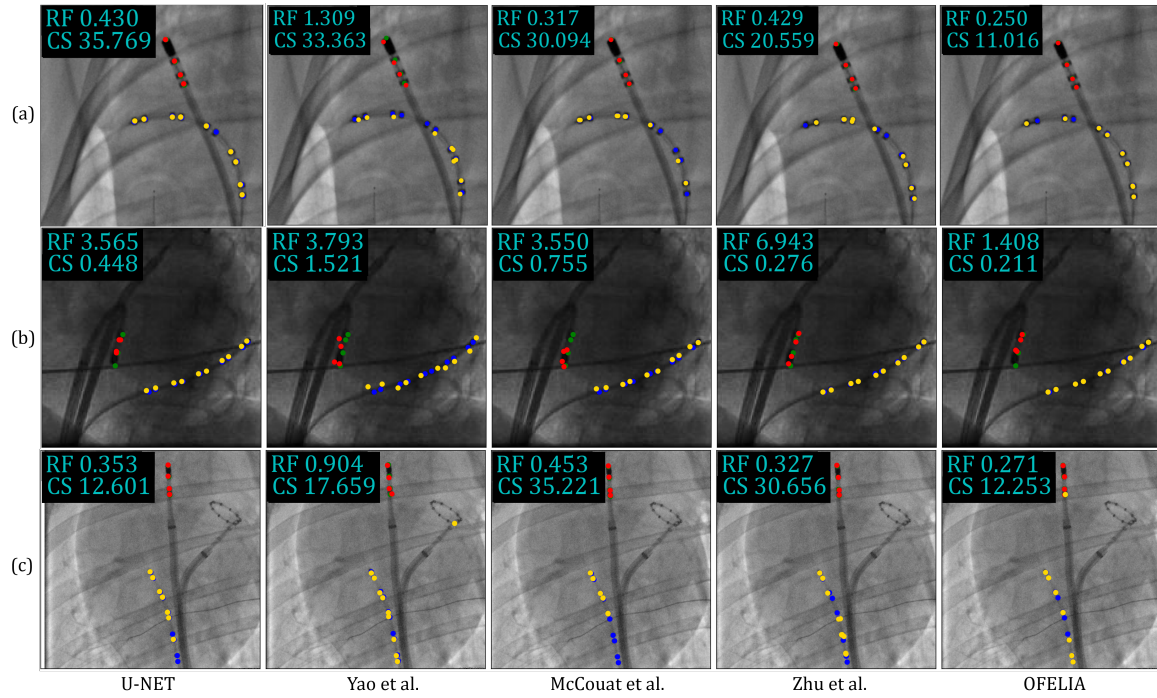 RF 0.430
CS 35.769
RF 1.309
CS 33.363
RF 0.317
CS 30.094
RF 0.429
CS 20.559
RF 0.250
CS 11.016
(a)
RF 3.565
CS 0.448
RF 3.793
CS 1.521
RF 3.550
CS 0.755
RF 6.943
CS 0.276
RF 1.408
CS 0.211
(b)
RF 0.353
CS 12.601
RF 0.904
CS 17.659
RF 0.453
CS 35.221
RF 0.327
CS 30.656
RF 0.271
CS 12.253
(c)
U-NET
Yao et al.
McCouat et al.
Zhu et al.
OFELIA